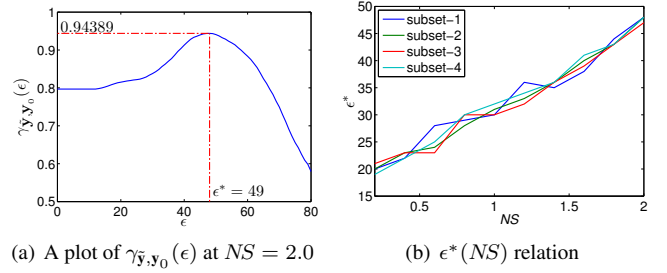 1
0.9
0.8
0.7
0.6
0.5
0.94389
γ_{ỹ,y₀}(ϵ)
ϵ* = 49
0 20 40 60 80
ϵ
50
45
40
35
30
25
20
15
ϵ*
subset-1
subset-2
subset-3
subset-4
0.5 1 1.5 2
NS
(a) A plot of γ_{ỹ,y₀}(ϵ) at NS = 2.0
(b) ϵ*(NS) relation